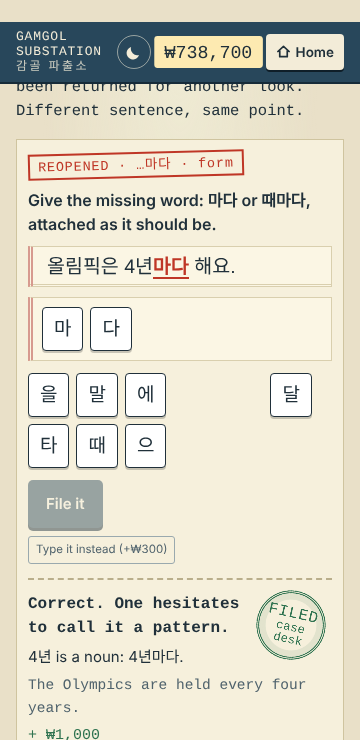 GAMGOL
SUBSTATION
감골 파출소
₩738,700
Home
been returned for another look.
Different sentence, same point.
REOPENED · …마다 · form
Give the missing word: 마다 or 때마다,
attached as it should be.
올림픽은 4년마다 해요.
마 다
을 말 에 달
타 때 으
File it
Type it instead (+₩300)
Correct. One hesitates
to call it a pattern.
FILED
case
desk
4년 is a noun: 4년마다.
The Olympics are held every four
years.
+ ₩1,000